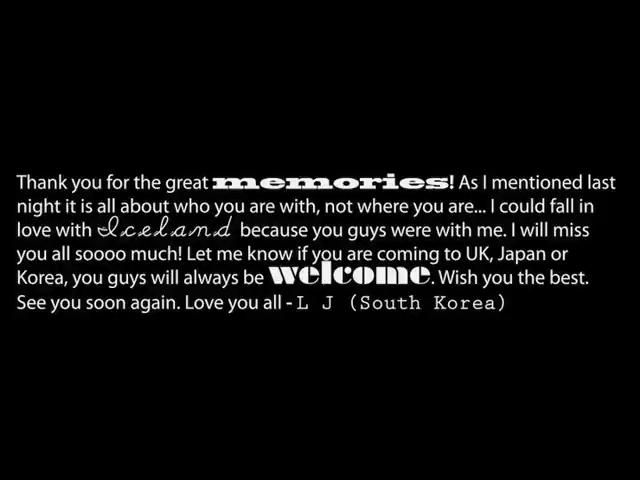 Thank you for the great memories! As I mentioned last
night it is all about who you are with, not where you are... I could fall in
love with Iceland because you guys were with me. I will miss
you all soooo much! Let me know if you are coming to UK, Japan or
Korea, you guys will always be welcome. Wish you the best.
See you soon again. Love you all - L J (South Korea)